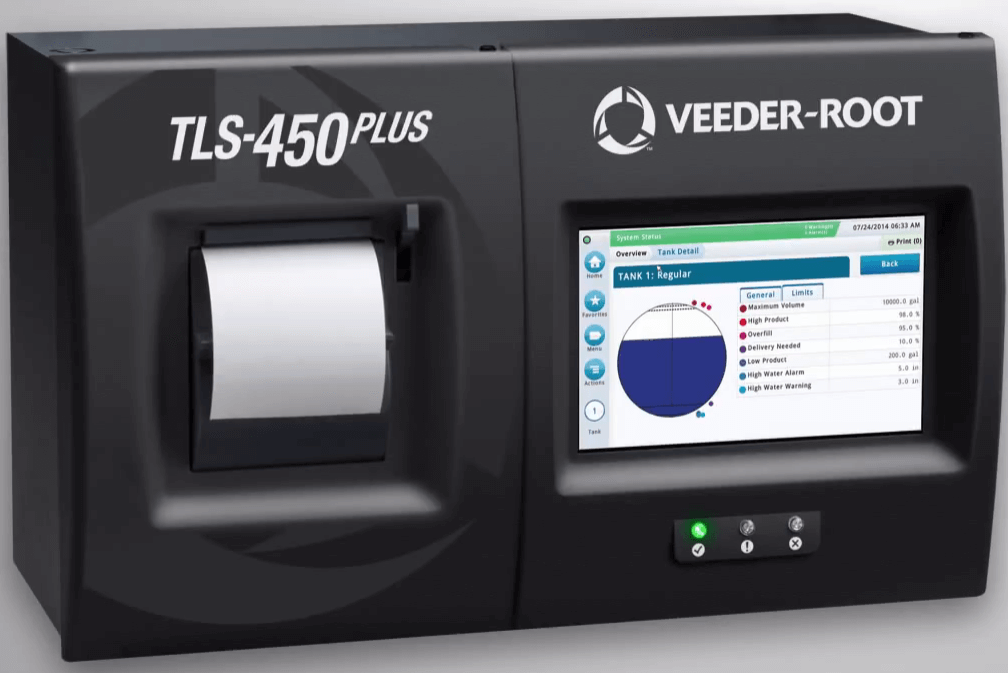 TLS-450PLUS
VEEDER-ROOT
TM
System Status
07/24/2014 06:33 AM
Print (0)
Overview
Tank Detail
Back
TANK 1: Regular
General
Limits
Maximum Volume 10000.0 gal
High Product 98.0 %
Overfill 95.0 %
Delivery Needed 10.0 %
Low Product 200.0 gal
High Water Alarm 5.0 in
High Water Warning 3.0 in
Home
Favorites
Menu
Actions
1
Tank